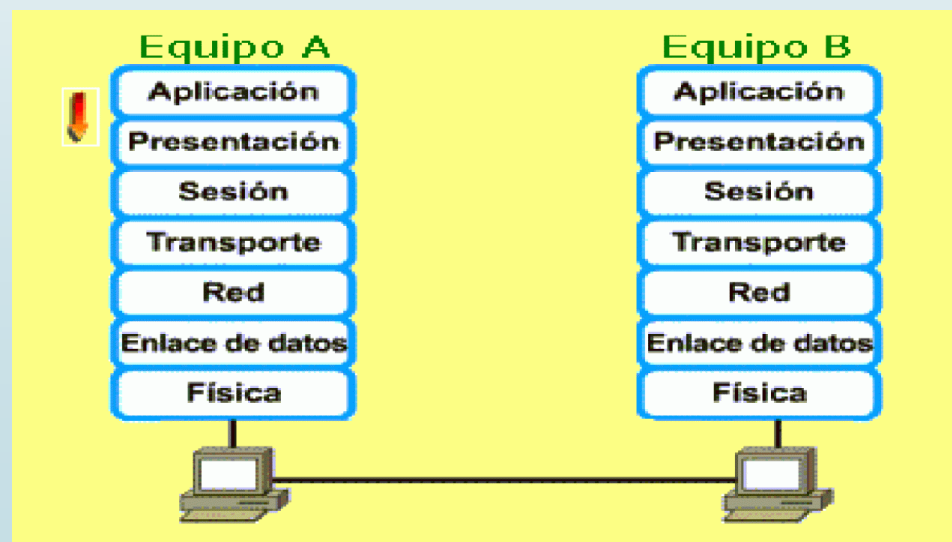 Equipo A
Aplicación
Presentación
Sesión
Transporte
Red
Enlace de datos
Física
Equipo B
Aplicación
Presentación
Sesión
Transporte
Red
Enlace de datos
Física